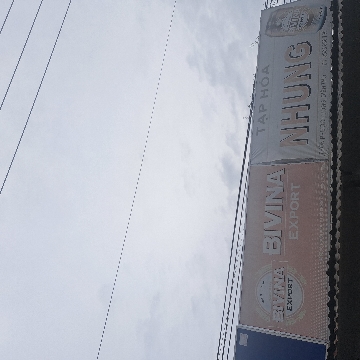 TẠP HÓA
NHUNG
BIVINA
EXPORT
BIVINA
EXPORT